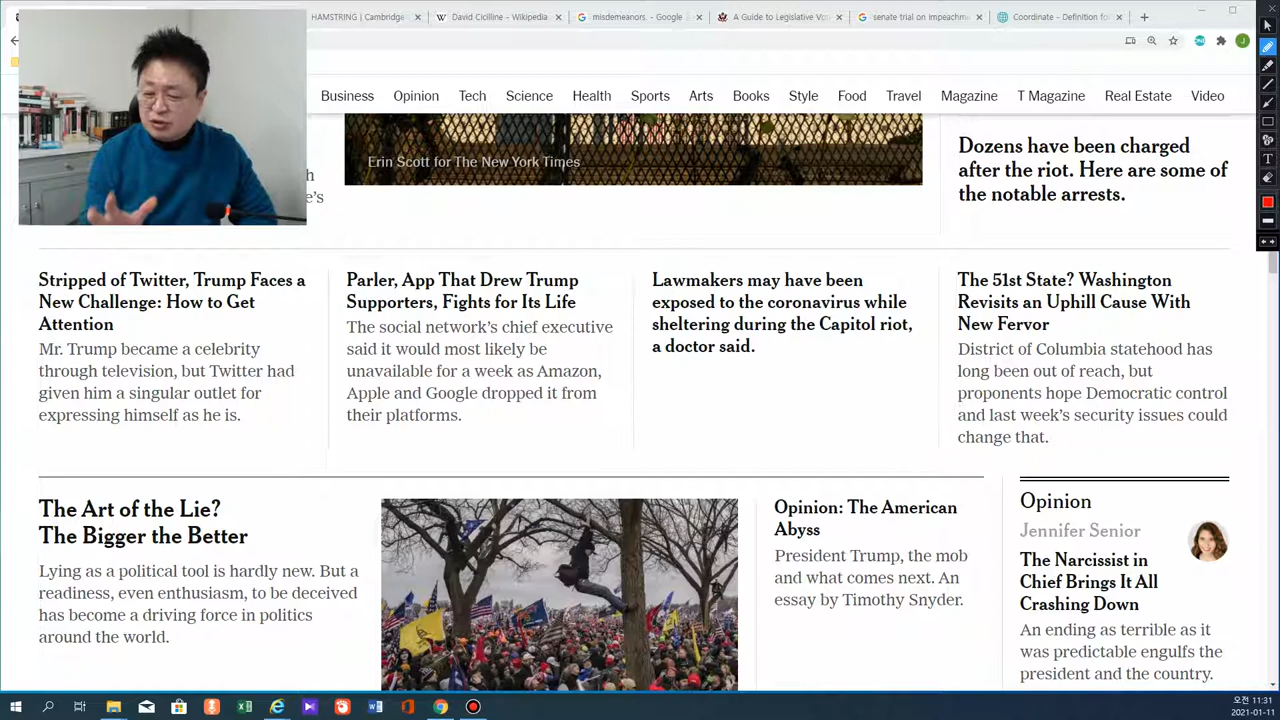 HAMSTRING | Cambridge
David Cicilline - Wikipedia
misdemeanors. - Google
A Guide to Legislative Vo
senate trial on impeachm
Coordinate - Definition fo
Business Opinion Tech Science Health Sports Arts Books Style Food Travel Magazine T Magazine Real Estate Video
Erin Scott for The New York Times
Dozens have been charged
after the riot. Here are some of
the notable arrests.
Stripped of Twitter, Trump Faces a
New Challenge: How to Get
Attention
Mr. Trump became a celebrity
through television, but Twitter had
given him a singular outlet for
expressing himself as he is.
Parler, App That Drew Trump
Supporters, Fights for Its Life
The social network's chief executive
said it would most likely be
unavailable for a week as Amazon,
Apple and Google dropped it from
their platforms.
Lawmakers may have been
exposed to the coronavirus while
sheltering during the Capitol riot,
a doctor said.
The 51st State? Washington
Revisits an Uphill Cause With
New Fervor
District of Columbia statehood has
long been out of reach, but
proponents hope Democratic control
and last week's security issues could
change that.
The Art of the Lie?
The Bigger the Better
Lying as a political tool is hardly new. But a
readiness, even enthusiasm, to be deceived
has become a driving force in politics
around the world.
Opinion: The American
Abyss
President Trump, the mob
and what comes next. An
essay by Timothy Snyder.
Opinion
Jennifer Senior
The Narcissist in
Chief Brings It All
Crashing Down
An ending as terrible as it
was predictable engulfs the
president and the country.
오전 11:31
2021-01-11